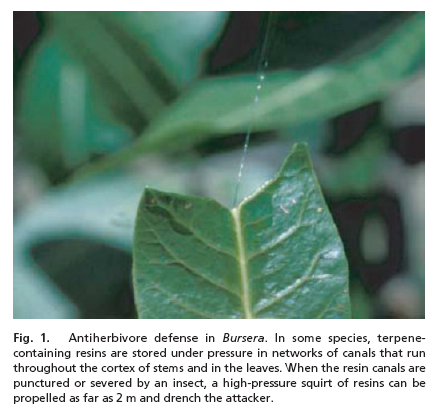 Fig. 1. Antiherbivore defense in Bursera. In some species, terpene-
containing resins are stored under pressure in networks of canals that run
throughout the cortex of stems and in the leaves. When the resin canals are
punctured or severed by an insect, a high-pressure squirt of resins can be
propelled as far as 2 m and drench the attacker.